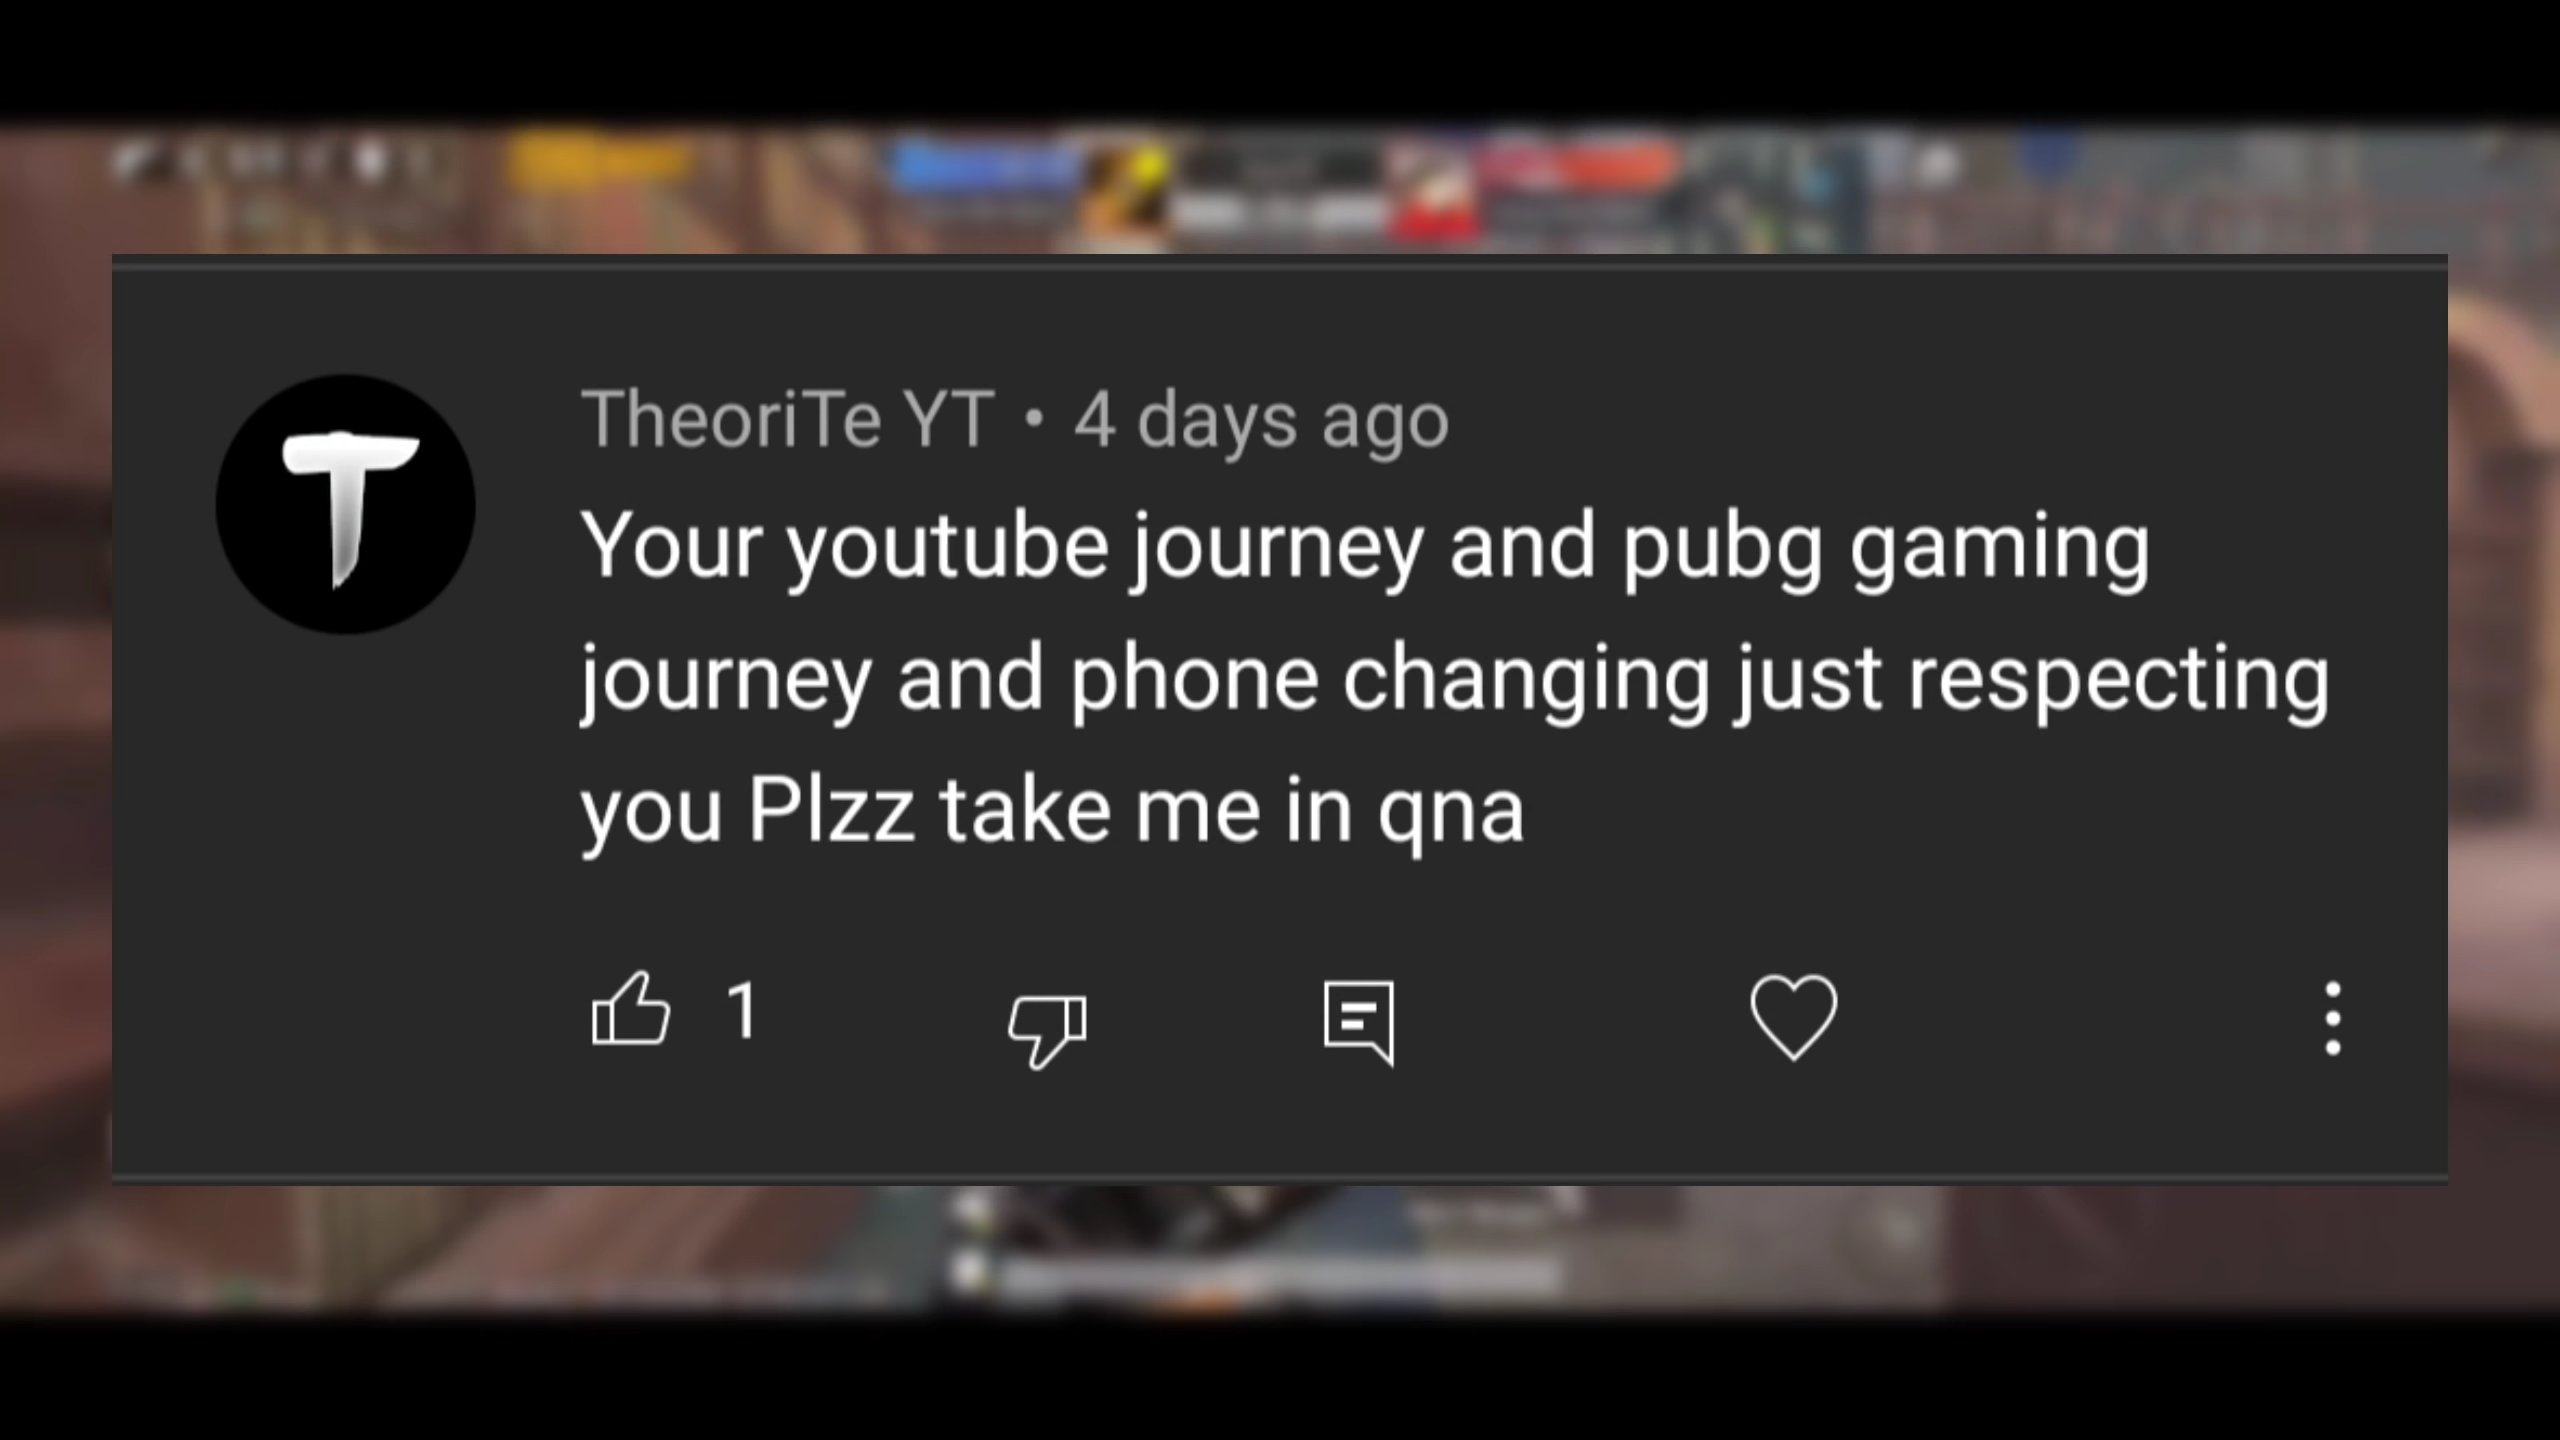 T
TheoriTe YT • 4 days ago
Your youtube journey and pubg gaming
journey and phone changing just respecting
you Plzz take me in qna
1